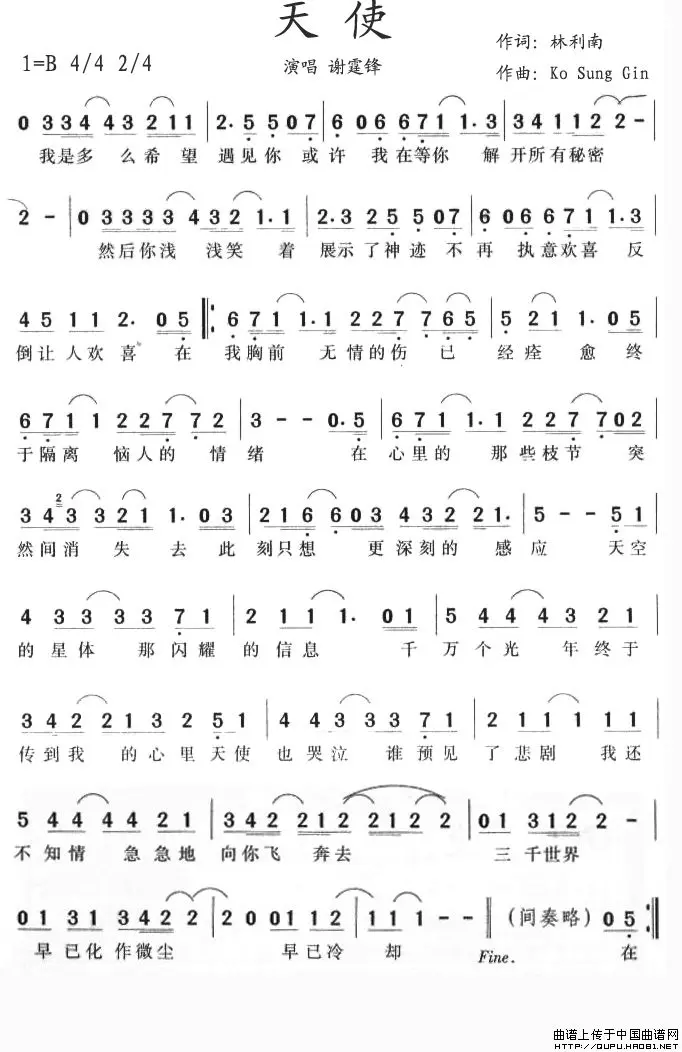 天使
作词：林利南
1=B 4/4 2/4
演唱 谢霆锋
作曲：Ko Sung Gin
0 3 3 4 4 3 2 1 1 | 2. 5 5 0 7 | 6 0 6 6 7 1 1. 3 | 3 4 1 1 2 2 - |
我是多么希望 遇见你 或许 我在等你 解开所有秘密
2 - | 0 3 3 3 3 4 3 2 1. 1 | 2. 3 2 5 5 0 7 | 6 0 6 6 7 1 1. 3 |
然后你浅 浅笑 着 展示了神迹 不再 执意欢喜 反
4 5 1 1 2. 0 5 6 7 1 1. 1 2 2 7 7 6 5 | 5 2 1 1. 0 5 |
倒让人欢喜 在 我胸前 无情的伤 已 经痊 愈终
6 7 1 1 2 2 7 7 2 | 3 - - 0. 5 | 6 7 1 1. 1 2 2 7 7 0 2 |
于隔离 恼人的 情绪 在 心里的 那些枝节 突
2
3 4 3 3 2 1 1. 0 3 | 2 1 6 6 0 3 4 3 2 2 1. | 5 - - 5 1 |
然间消 失 去 此 刻只想 更深刻的 感应 天空
4 3 3 3 3 7 1 | 2 1 1 1. 0 1 | 5 4 4 4 3 2 1 |
的星体 那闪耀 的信息 千 万个光 年终于
3 4 2 2 1 3 2 5 1 | 4 4 3 3 3 7 1 | 2 1 1 1 1 1 |
传到我 的心里天使 也哭泣 谁预见 了悲剧 我还
5 4 4 4 4 2 1 | 3 4 2 2 1 2 2 1 2 2 | 0 1 3 1 2 2 - |
不知情 急急地 向你飞 奔去 三千世界
0 1 3 1 3 4 2 2 2 | 2 0 0 1 1 2 | 1 1 1 - - （间奏略） 0 5
早已化作微尘 早已冷 却 Fine. 在
曲谱上传于中国曲谱网
HTTP://QUPU.HAO81.NET